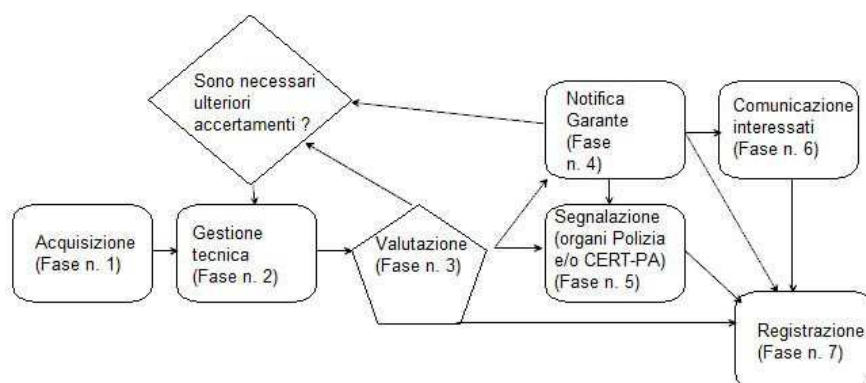 Sono necessari
ulteriori
accertamenti ?
Notifica
Garante
(Fase
n. 4)
Comunicazione
interessati
(Fase n. 6)
Acquisizione
(Fase n. 1)
Gestione
tecnica
(Fase n. 2)
Valutazione
(Fase n. 3)
Segnalazione
(organi Polizia
e/o CERT-PA)
(Fase n. 5)
Registrazione
(Fase n. 7)